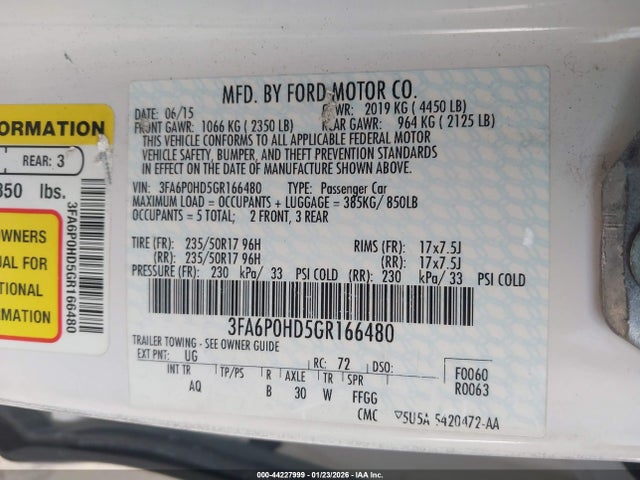 MFD. BY FORD MOTOR CO.
DATE: 06/15 GVWR: 2019 KG ( 4450 LB)
FRONT GAWR: 1066 KG ( 2350 LB) REAR GAWR: 964 KG ( 2125 LB)
THIS VEHICLE CONFORMS TO ALL APPLICABLE FEDERAL MOTOR
VEHICLE SAFETY, BUMPER, AND THEFT PREVENTION STANDARDS
IN EFFECT ON THE DATE OF MANUFACTURE SHOWN ABOVE.
VIN: 3FA6P0HD5GR166480 TYPE: Passenger Car
MAXIMUM LOAD = OCCUPANTS + LUGGAGE = 385KG/ 850LB
OCCUPANTS = 5 TOTAL: 2 FRONT, 3 REAR
TIRE (FR): 235/50R17 96H RIMS (FR): 17x7.5J
(RR): 235/50R17 96H (RR): 17x7.5J
PRESSURE (FR): 230 kPa/ 33 PSI COLD (RR): 230 kPa/ 33 PSI COLD
3FA6P0HD5GR166480
TRAILER TOWING - SEE OWNER GUIDE
EXT PNT: UG RC: 72 DSO: F0060
INT TR TP/PS R AXLE TR SPR R0063
AQ B 30 W FFGG
CMC 5U5A 5420472-AA
FORMATION
REAR: 3
850 lbs.
OWNERS
UAL FOR
ITIONAL
ATION
3FA6P0HD5GR166480
000-44227999 | 01/23/2026 - IAA, Inc.